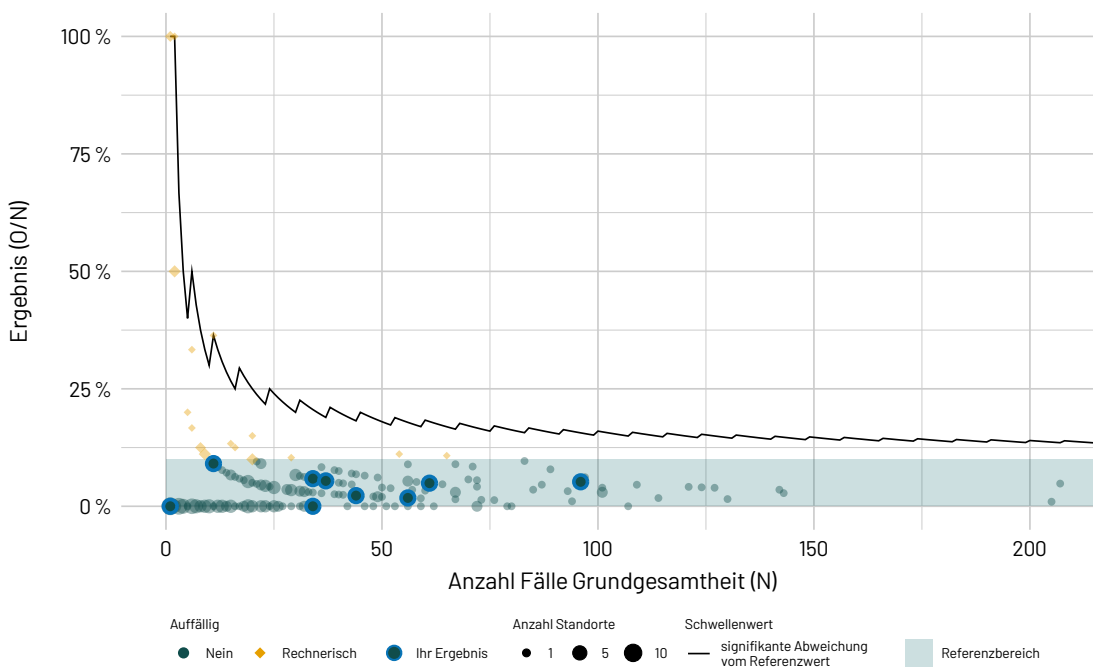 100 %
75 %
50 %
25 %
0 %
Ergebnis (O/N)
0 50 100 150 200
Anzahl Fälle Grundgesamtheit (N)
Auffällig
Nein Rechnerisch Ihr Ergebnis
Anzahl Standorte
1 5 10
Schwellenwert
signifikante Abweichung
vom Referenzwert
Referenzbereich